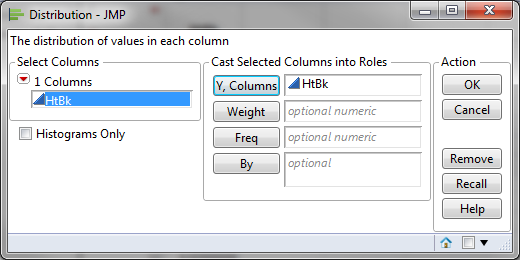 Distribution - JMP
The distribution of values in each column
Select Columns
1 Columns
HtBk
Histograms Only
Cast Selected Columns into Roles
Y, Columns
HtBk
Weight
optional numeric
Freq
optional numeric
By
optional
Action
OK
Cancel
Remove
Recall
Help